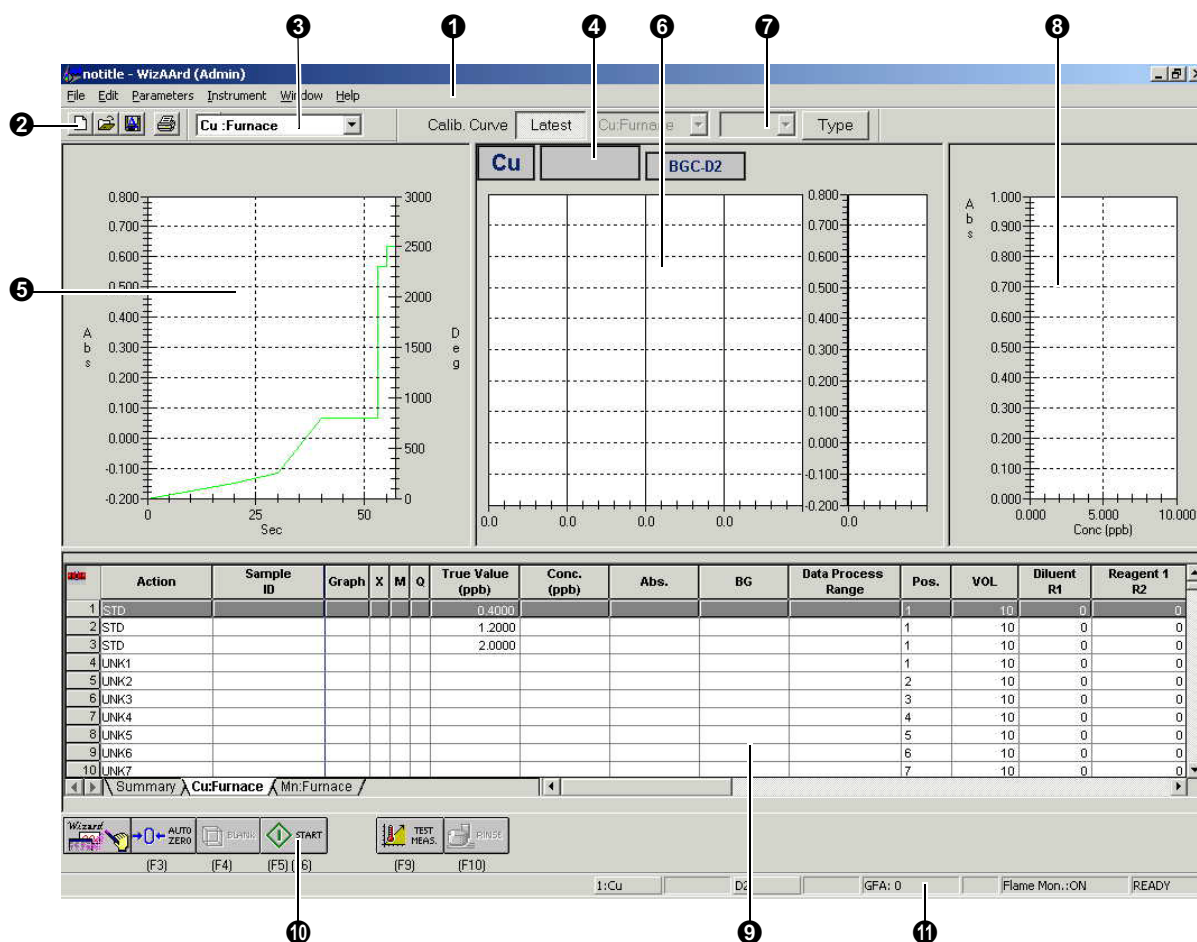 ❸ ❶ ❹ ❻ ❼ ❽
notitle - WizAArd (Admin)
File Edit Parameters Instrument Window Help
❷ Cu :Furnace Calib. Curve Latest Cu:Furnace Type
Cu BGC-D2
❺
0.800
0.700
0.600
0.500
0.400
0.300
0.200
0.100
0.000
-0.100
-0.200
Abs
3000
2500
2000
1500
1000
500
0
Deg
0 25 50
Sec
0.800
0.700
0.600
0.500
0.400
0.300
0.200
0.100
0.000
-0.100
-0.200
0.0 0.0 0.0 0.0 0.0
Abs
1.000
0.900
0.800
0.700
0.600
0.500
0.400
0.300
0.200
0.100
0.000
0.000 5.000 10.000
Conc (ppb)
Action Sample ID Graph X M Q True Value (ppb) Conc. (ppb) Abs. BG Data Process Range Pos. VOL Diluent R1 Reagent 1 R2
1 STD 0.4000 1 10 0 0
2 STD 1.2000 1 10 0 0
3 STD 2.0000 1 10 0 0
4 UNK1 1 10 0 0
5 UNK2 2 10 0 0
6 UNK3 3 10 0 0
7 UNK4 4 10 0 0
8 UNK5 5 10 0 0
9 UNK6 6 10 0 0
10 UNK7 7 10 0 0
Summary Cu:Furnace Mn:Furnace
Wizard AUTO ZERO BLANK START TEST MEAS. RINSE
(F3) (F4) (F5) (F9) (F10)
1:Cu D2 GFA: 0 Flame Mon.:ON READY
❿ ❾ ⓫